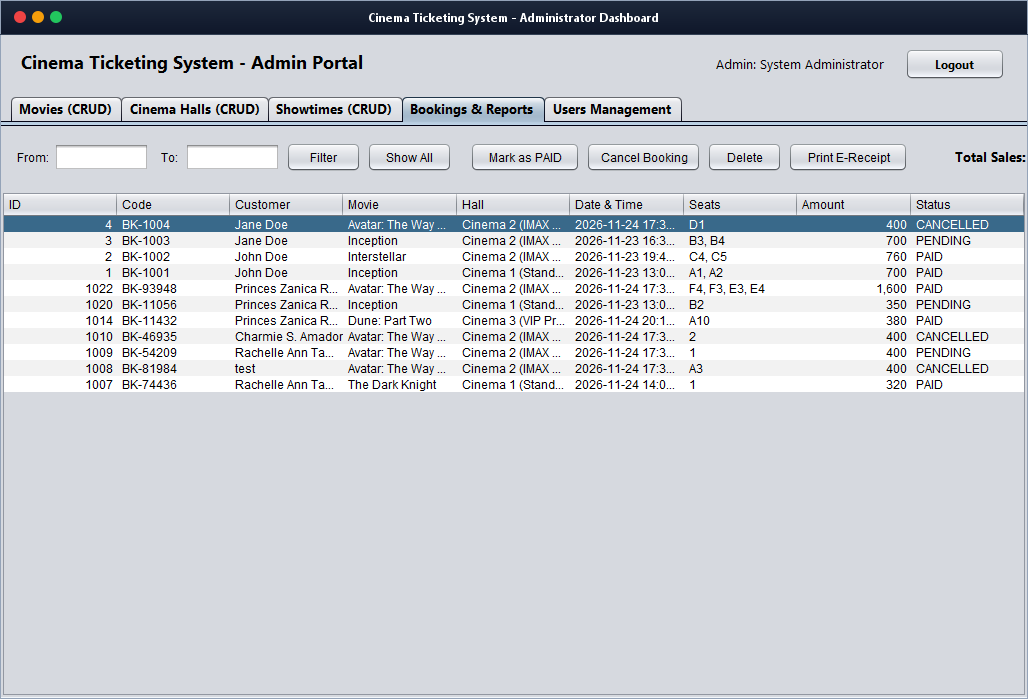 Cinema Ticketing System - Administrator Dashboard
Cinema Ticketing System - Admin Portal Admin: System Administrator Logout
Movies (CRUD) Cinema Halls (CRUD) Showtimes (CRUD) Bookings & Reports Users Management
From: To: Filter Show All Mark as PAID Cancel Booking Delete Print E-Receipt Total Sales:
ID Code Customer Movie Hall Date & Time Seats Amount Status
4 BK-1004 Jane Doe Avatar: The Way ... Cinema 2 (IMAX ... 2026-11-24 17:3... D1 400 CANCELLED
3 BK-1003 Jane Doe Inception Cinema 2 (IMAX ... 2026-11-23 16:3... B3, B4 700 PENDING
2 BK-1002 John Doe Interstellar Cinema 2 (IMAX ... 2026-11-23 19:4... C4, C5 760 PAID
1 BK-1001 John Doe Inception Cinema 1 (Stand... 2026-11-23 13:0... A1, A2 700 PAID
1022 BK-93948 Princes Zanica R... Avatar: The Way ... Cinema 2 (IMAX ... 2026-11-24 17:3... F4, F3, E3, E4 1,600 PAID
1020 BK-11056 Princes Zanica R... Inception Cinema 1 (Stand... 2026-11-23 13:0... B2 350 PENDING
1014 BK-11432 Princes Zanica R... Dune: Part Two Cinema 3 (VIP Pr... 2026-11-24 20:1... A10 380 PAID
1010 BK-46935 Charmie S. Amador Avatar: The Way ... Cinema 2 (IMAX ... 2026-11-24 17:3... 2 400 CANCELLED
1009 BK-54209 Rachelle Ann Ta... Avatar: The Way ... Cinema 2 (IMAX ... 2026-11-24 17:3... 1 400 PENDING
1008 BK-81984 test Avatar: The Way ... Cinema 2 (IMAX ... 2026-11-24 17:3... A3 400 CANCELLED
1007 BK-74436 Rachelle Ann Ta... The Dark Knight Cinema 1 (Stand... 2026-11-24 14:0... 1 320 PAID